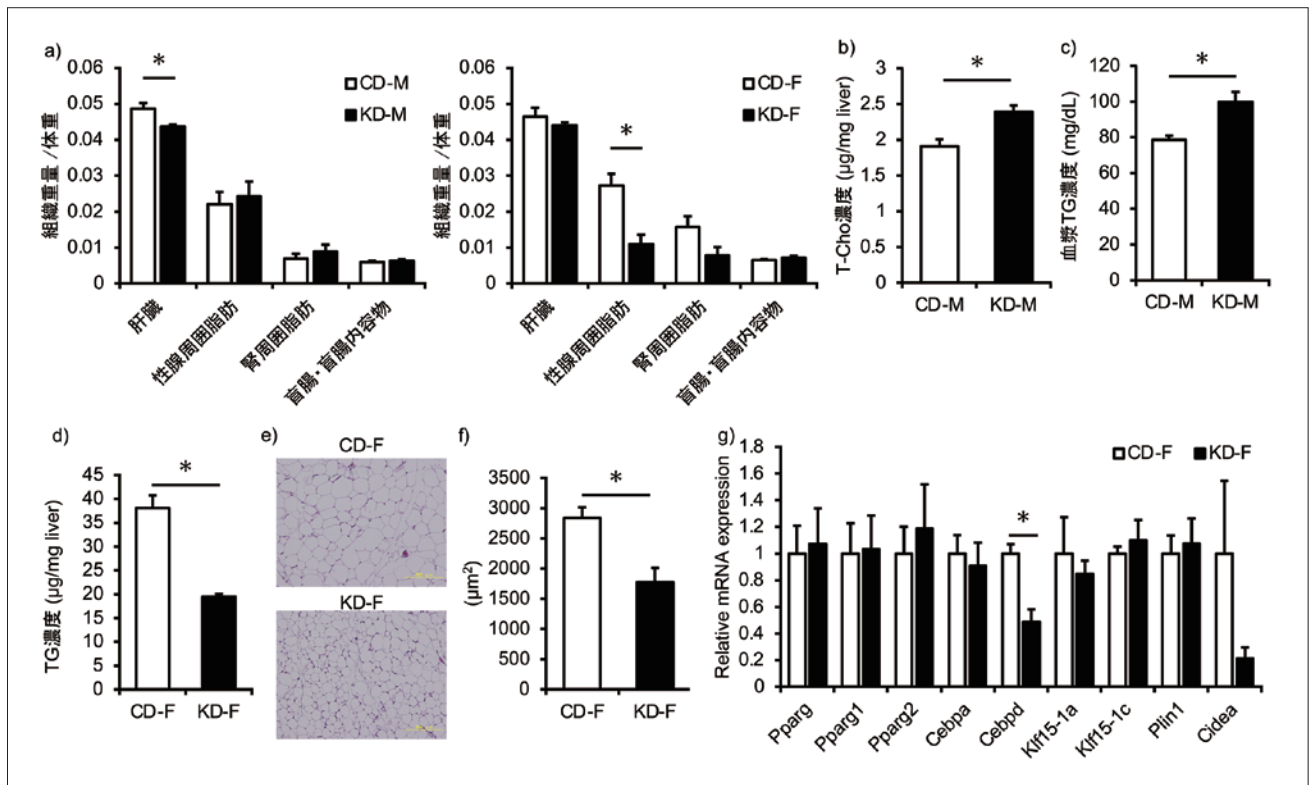 a)
0.06
0.05
0.04
0.03
0.02
0.01
0
組織重量 /体重
*
CD-M
KD-M
肝臓
性腺周囲脂肪
腎周囲脂肪
盲腸・盲腸内容物
0.06
0.05
0.04
0.03
0.02
0.01
0
組織重量 /体重
*
CD-F
KD-F
肝臓
性腺周囲脂肪
腎周囲脂肪
盲腸・盲腸内容物
b)
3
2.5
2
1.5
1
0.5
0
T-Cho濃度 (μg/mg liver)
*
CD-M KD-M
c)
120
100
80
60
40
20
0
血漿TG濃度 (mg/dL)
*
CD-M KD-M
d)
45
40
35
30
25
20
15
10
5
0
TG濃度 (μg/mg liver)
*
CD-F KD-F
e)
CD-F
KD-F
f)
3500
3000
2500
2000
1500
1000
500
0
(μm²)
*
CD-F KD-F
g)
1.8
1.6
1.4
1.2
1
0.8
0.6
0.4
0.2
0
Relative mRNA expression
*
CD-F
KD-F
Pparg
Pparg1
Pparg2
Cebpa
Cebpd
Klf15-1a
Klf15-1c
Plin1
Cidea